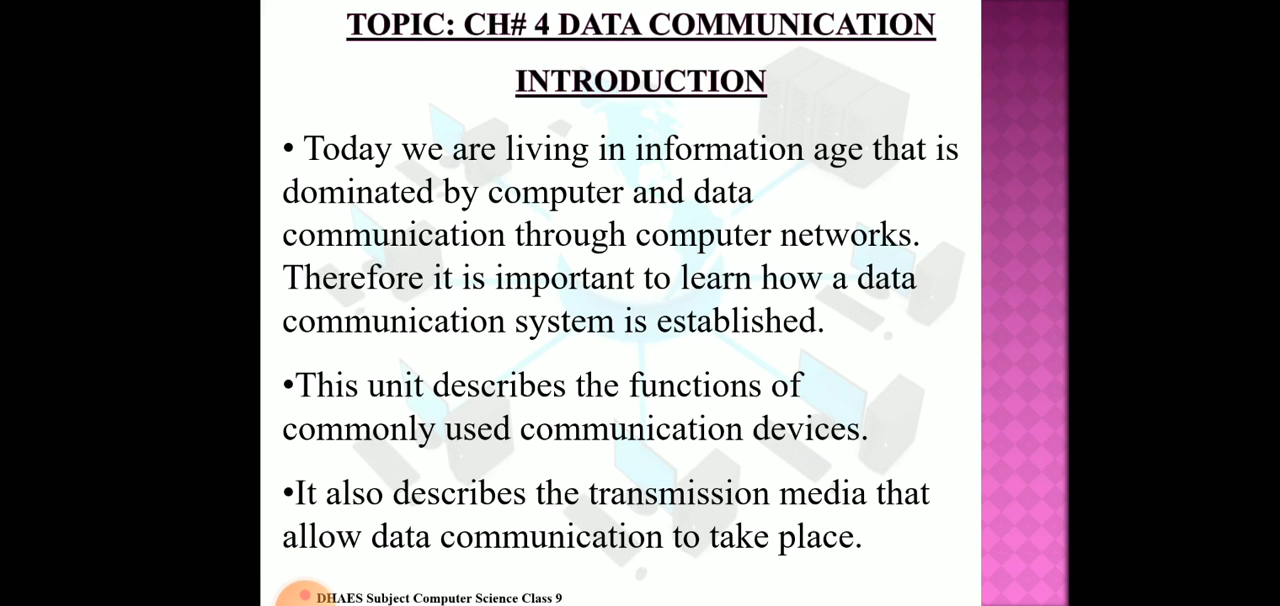 TOPIC: CH# 4 DATA COMMUNICATION
INTRODUCTION
• Today we are living in information age that is
dominated by computer and data
communication through computer networks.
Therefore it is important to learn how a data
communication system is established.
•This unit describes the functions of
commonly used communication devices.
•It also describes the transmission media that
allow data communication to take place.
DHAES Subject Computer Science Class 9